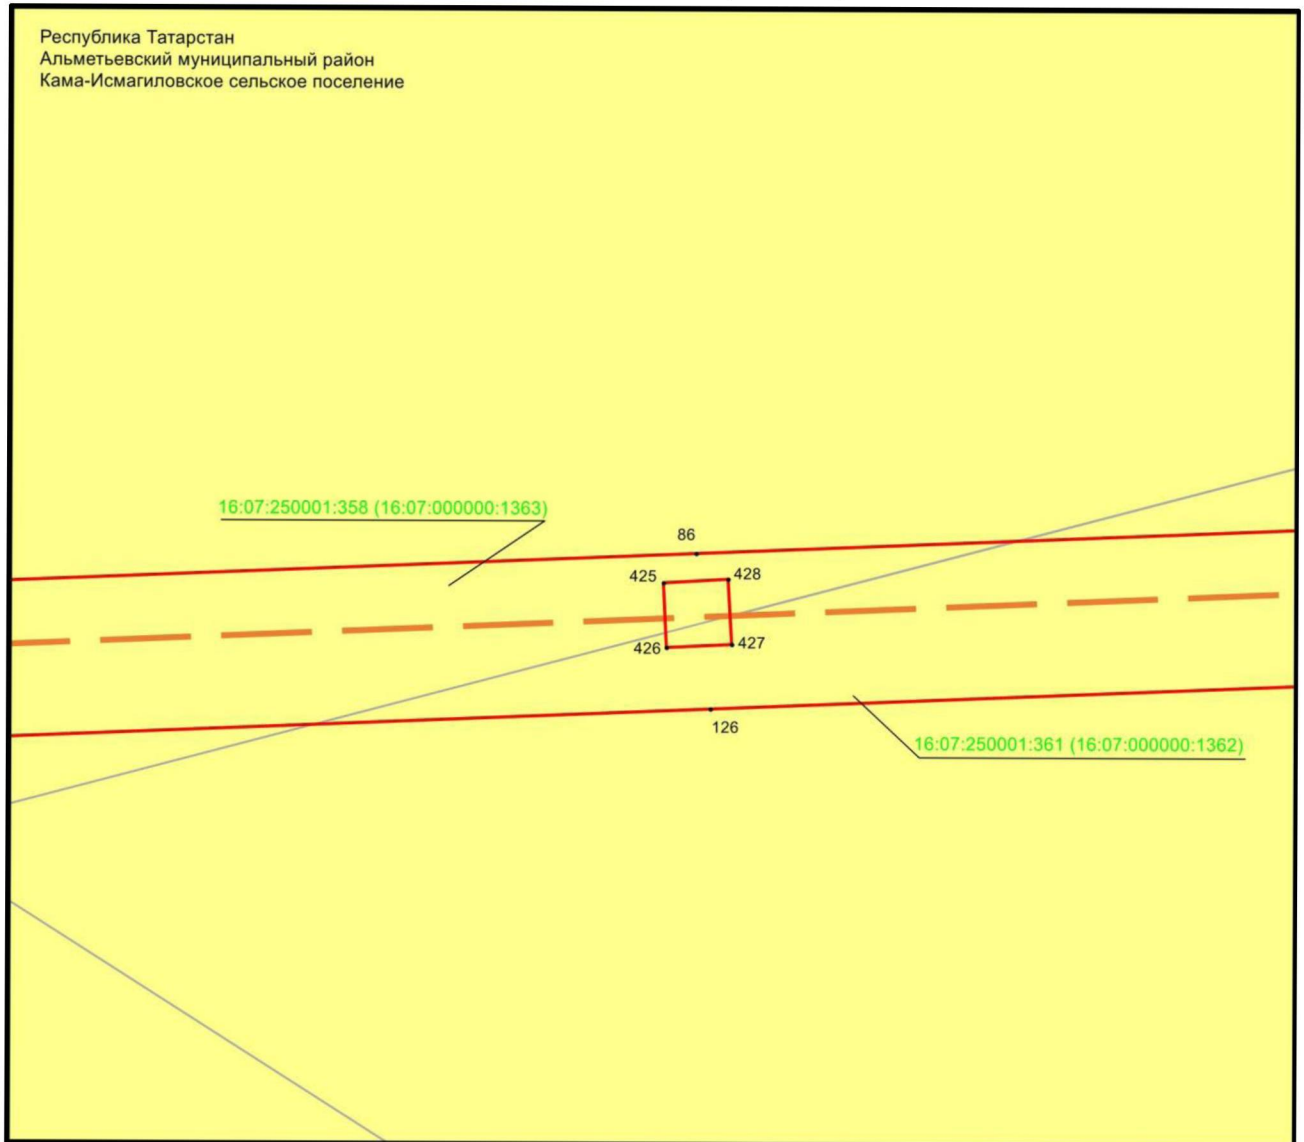 Республика Татарстан
Альметьевский муниципальный район
Кама-Исмагиловское сельское поселение
16:07:250001:358 (16:07:000000:1363)
86
425
428
426
427
126
16:07:250001:361 (16:07:000000:1362)